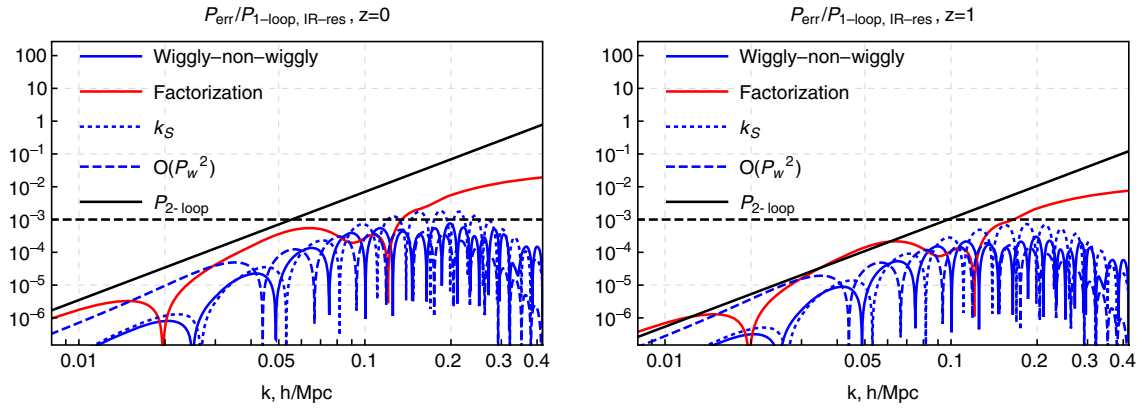 P_err/P_1−loop, IR−res , z=0
100
10
1
10^−1
10^−2
10^−3
10^−4
10^−5
10^−6
Wiggly−non−wiggly
Factorization
k_S
O(P_w^2)
P_2-loop
0.01 0.05 0.1 0.2 0.3 0.4
k, h/Mpc
P_err/P_1−loop, IR−res , z=1
100
10
1
10^−1
10^−2
10^−3
10^−4
10^−5
10^−6
Wiggly−non−wiggly
Factorization
k_S
O(P_w^2)
P_2-loop
0.01 0.05 0.1 0.2 0.3 0.4
k, h/Mpc